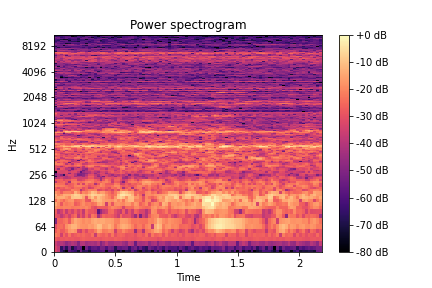 Power spectrogram
8192
4096
2048
1024
512
256
128
64
0
Hz
0
0.5
1
1.5
2
Time
+0 dB
-10 dB
-20 dB
-30 dB
-40 dB
-50 dB
-60 dB
-70 dB
-80 dB